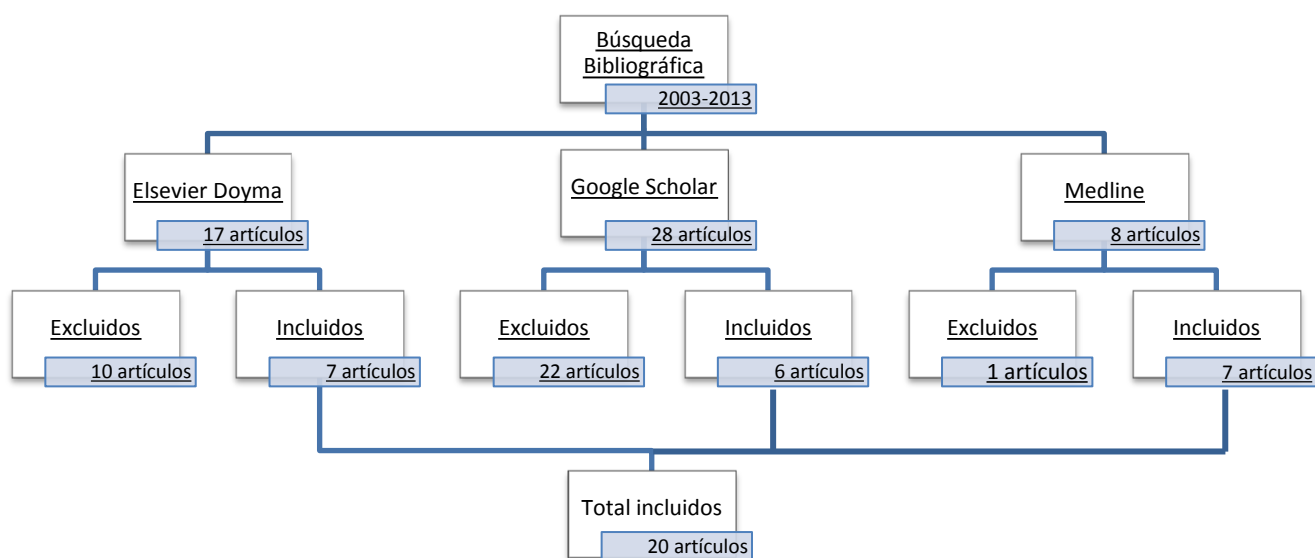 Búsqueda
Bibliográfica
2003-2013
Elsevier Doyma
17 artículos
Google Scholar
28 artículos
Medline
8 artículos
Excluidos
10 artículos
Incluidos
7 artículos
Excluidos
22 artículos
Incluidos
6 artículos
Excluidos
1 artículos
Incluidos
7 artículos
Total incluidos
20 artículos